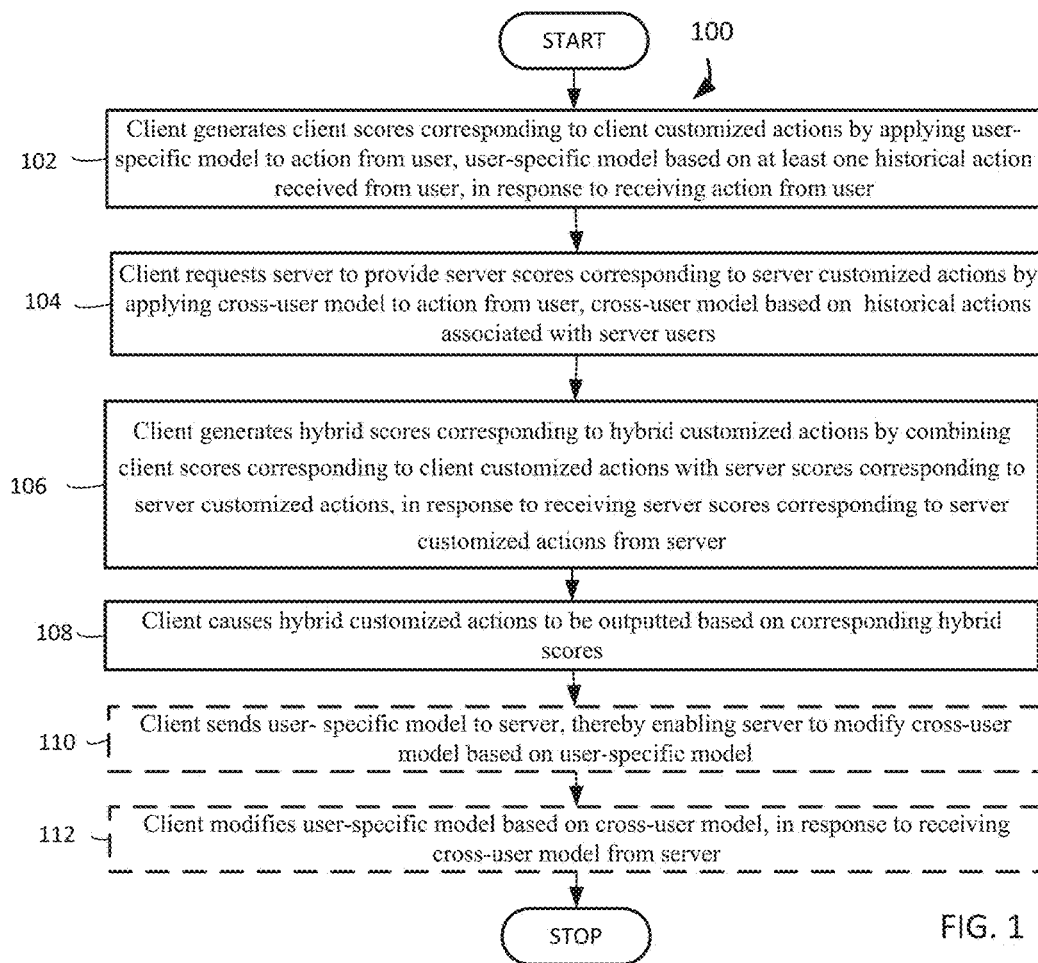 START
100
102
Client generates client scores corresponding to client customized actions by applying user-
specific model to action from user, user-specific model based on at least one historical action
received from user, in response to receiving action from user
104
Client requests server to provide server scores corresponding to server customized actions by
applying cross-user model to action from user, cross-user model based on historical actions
associated with server users
106
Client generates hybrid scores corresponding to hybrid customized actions by combining
client scores corresponding to client customized actions with server scores corresponding to
server customized actions, in response to receiving server scores corresponding to server
customized actions from server
108
Client causes hybrid customized actions to be outputted based on corresponding hybrid
scores
110
Client sends user- specific model to server, thereby enabling server to modify cross-user
model based on user-specific model
112
Client modifies user-specific model based on cross-user model, in response to receiving
cross-user model from server
STOP
FIG. 1